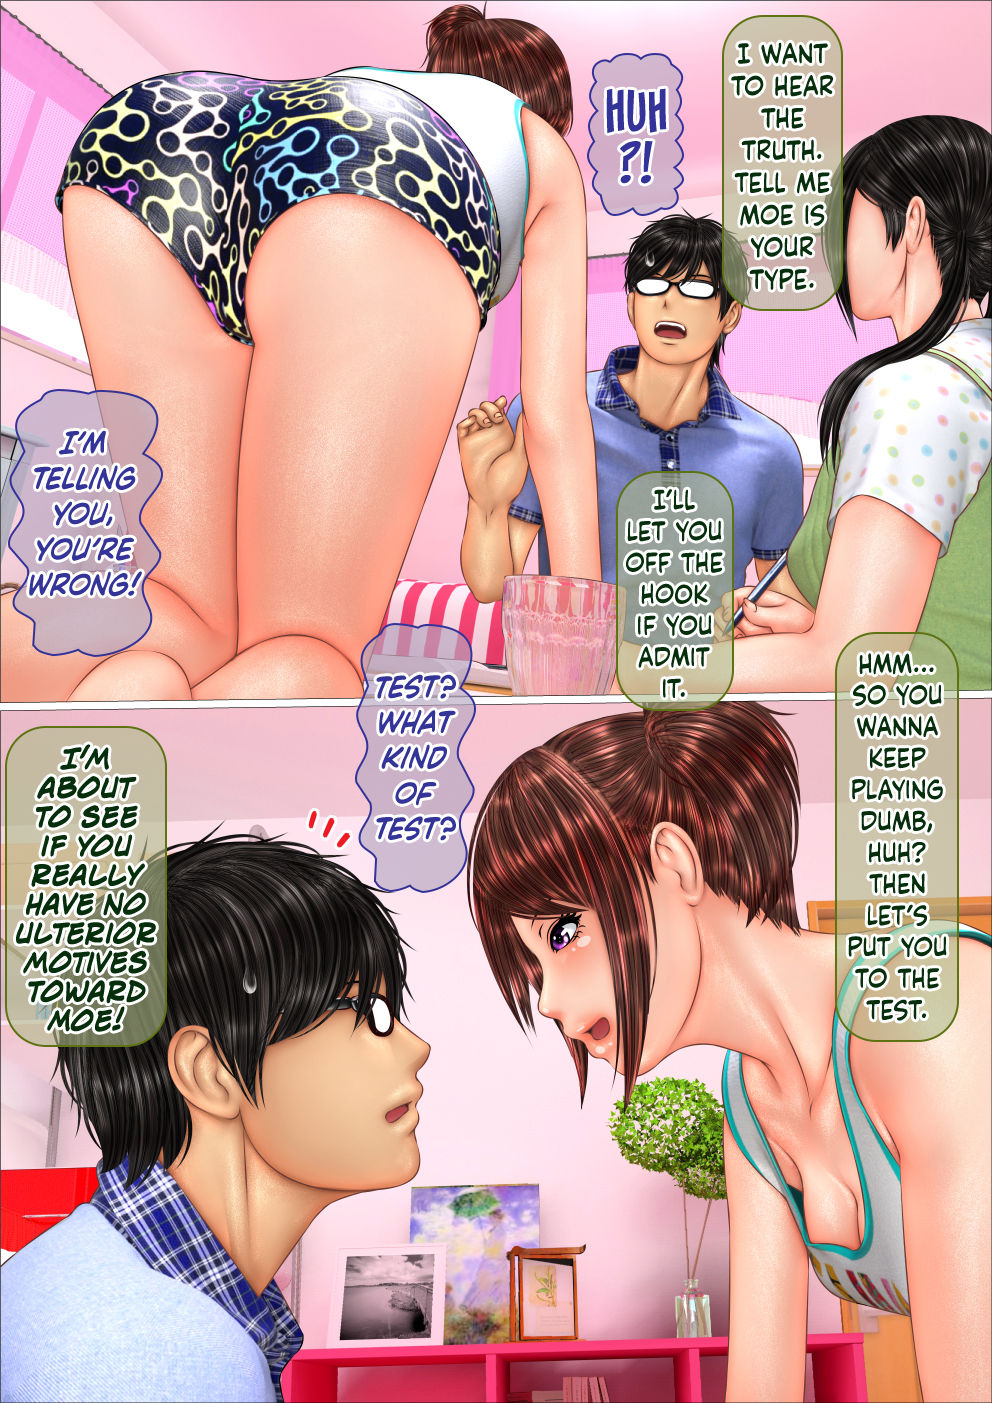 I WANT
TO HEAR
THE
TRUTH.
TELL ME
MOE IS
YOUR
TYPE.
HUH
?!
I'M
TELLING
YOU,
YOU'RE
WRONG!
I'LL
LET YOU
OFF THE
HOOK
IF YOU
ADMIT
IT.
HMM...
SO YOU
WANNA
KEEP
PLAYING
DUMB,
HUH?
THEN
LET'S
PUT YOU
TO THE
TEST.
TEST?
WHAT
KIND
OF
TEST?
I'M
ABOUT
TO SEE
IF YOU
REALLY
HAVE NO
ULTERIOR
MOTIVES
TOWARD
MOE!